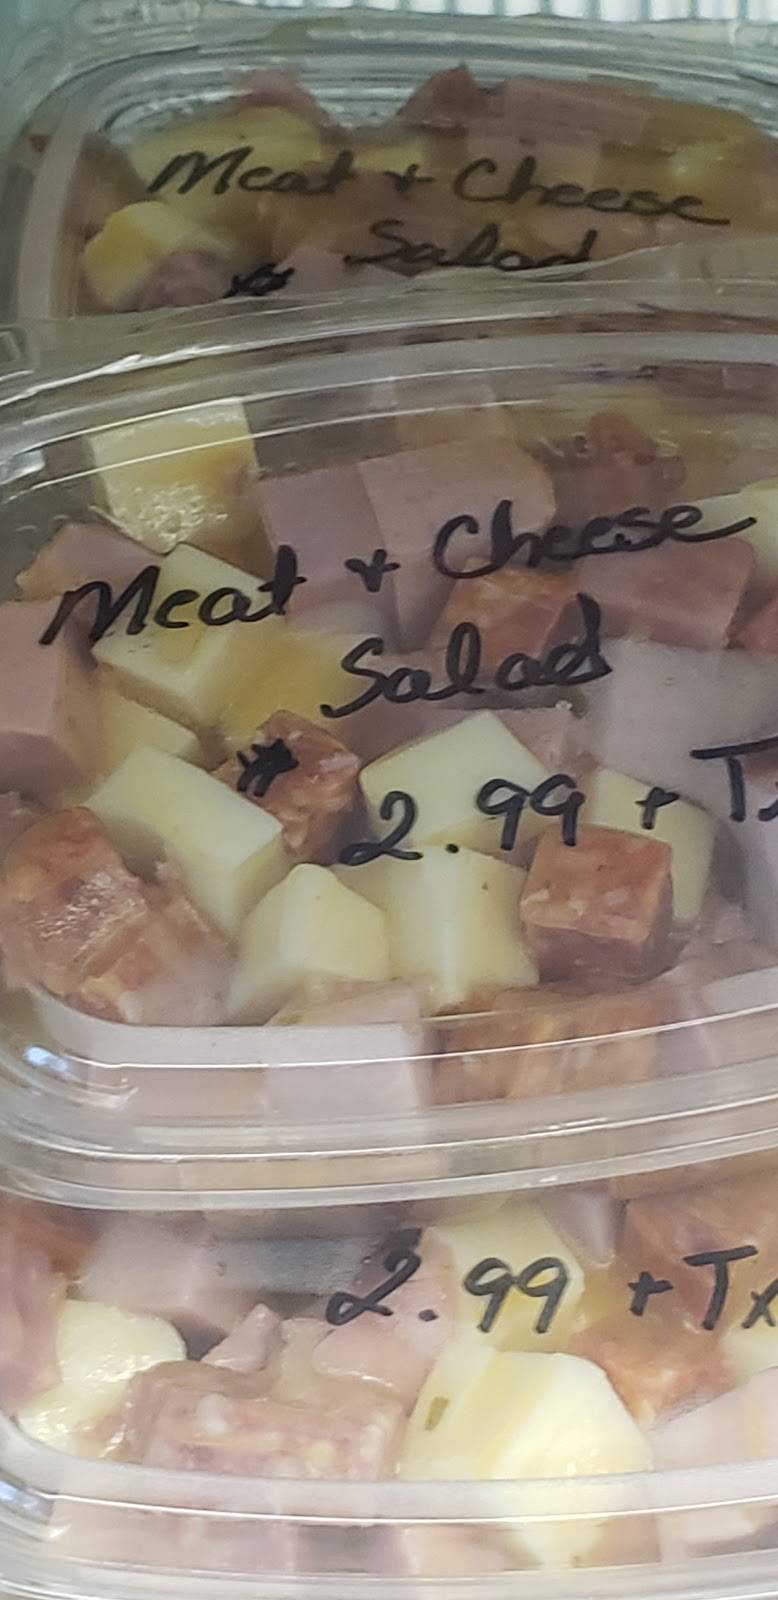 Meat + Cheese
Salad
*
Meat + Cheese
Salad
* 2.99 + Tx
2.99 + Tx